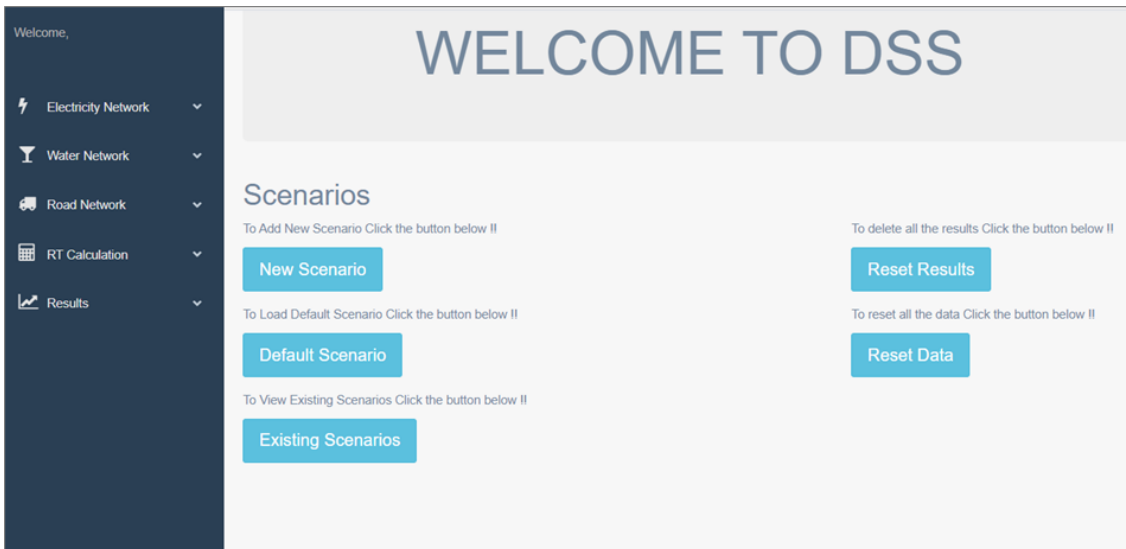 Welcome,
Electricity Network
Water Network
Road Network
RT Calculation
Results
WELCOME TO DSS
Scenarios
To Add New Scenario Click the button below !!
New Scenario
To Load Default Scenario Click the button below !!
Default Scenario
To View Existing Scenarios Click the button below !!
Existing Scenarios
To delete all the results Click the button below !!
Reset Results
To reset all the data Click the button below !!
Reset Data